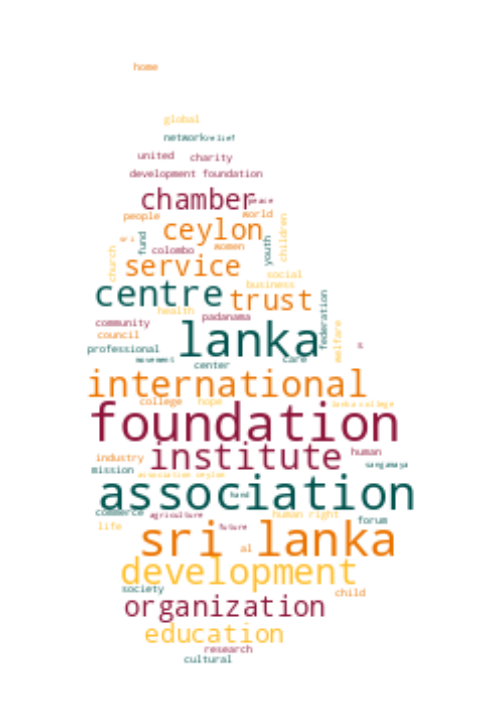 home
global
network relief
united charity
development foundation
chamber peace
people world
ceylon
sri fund colombo women youth children
church service social
business
centre trust
health padanama federation
community
council lanka welfare
professional s
movement center care
international
college hope lanka college
foundation
institute human
industry sangamaya
mission association ceylon
association
hand
commerce agriculture human right forum
life future
sri lanka
al
development
society child
organization
education
research
cultural